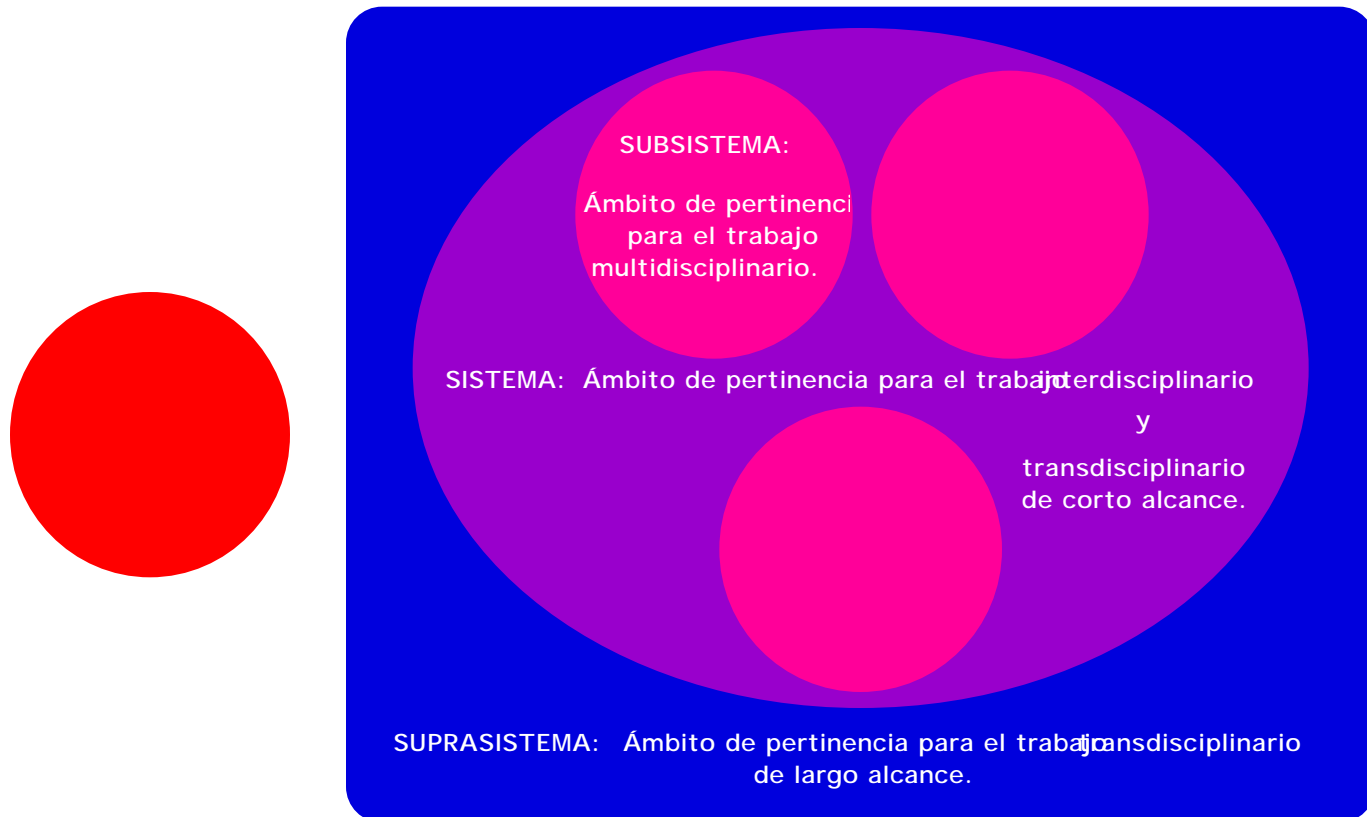 SUBSISTEMA:
Ámbito de pertinenci
para el trabajo
multidisciplinario.
SISTEMA: Ámbito de pertinencia para el trabajo interdisciplinario
y
transdisciplinario
de corto alcance.
SUPRASISTEMA: Ámbito de pertinencia para el trabajo transdisciplinario
de largo alcance.